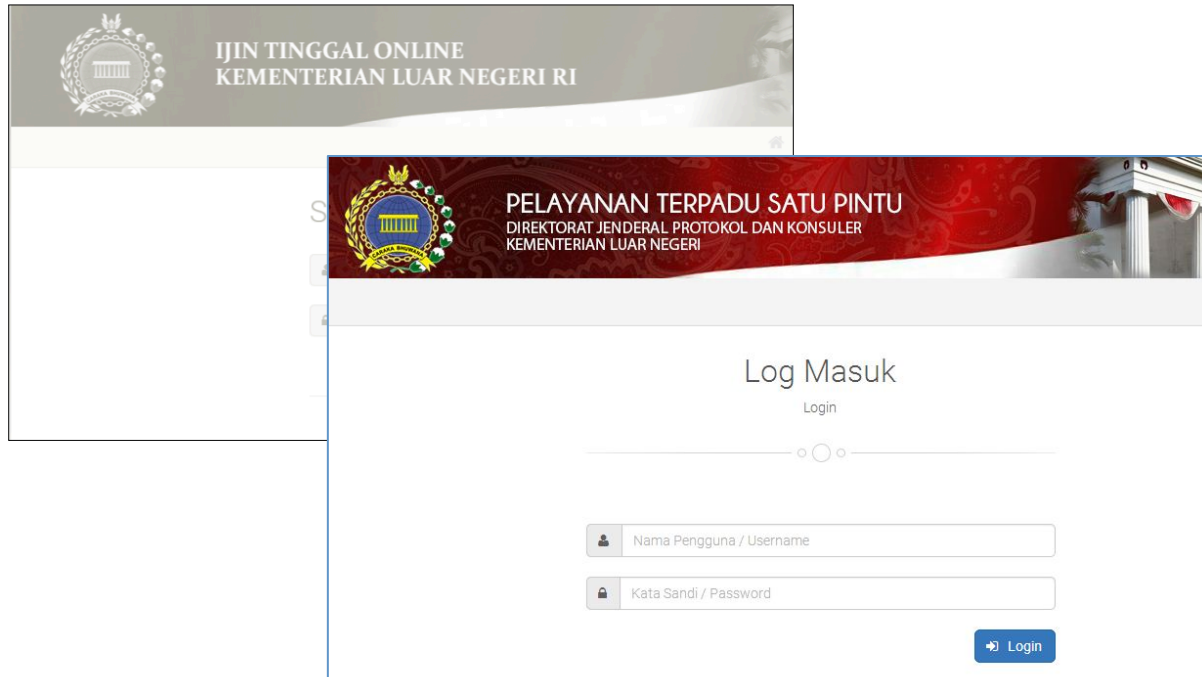 IJIN TINGGAL ONLINE
KEMENTERIAN LUAR NEGERI RI
S
PELAYANAN TERPADU SATU PINTU
DIREKTORAT JENDERAL PROTOKOL DAN KONSULER
KEMENTERIAN LUAR NEGERI
Log Masuk
Login
Nama Pengguna / Username
Kata Sandi / Password
Login